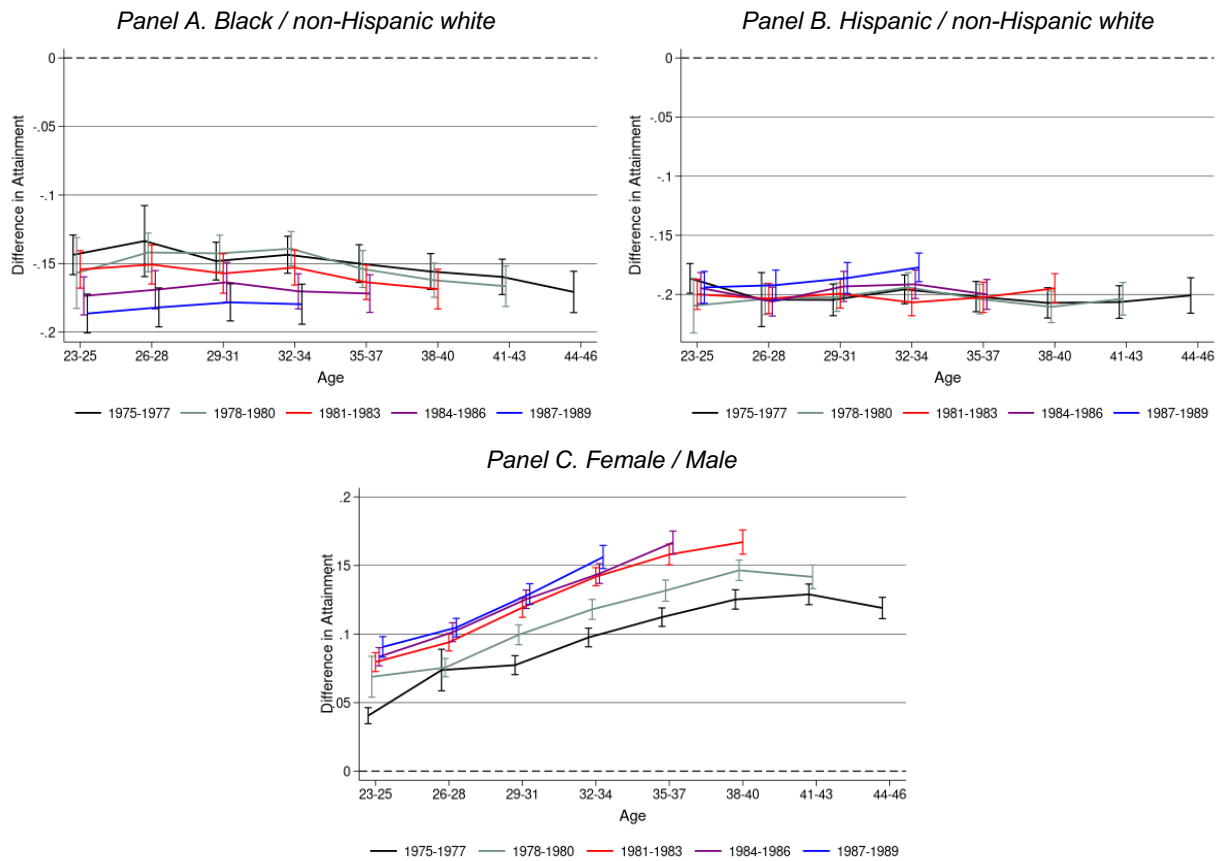 Panel A. Black / non-Hispanic white
Difference in Attainment
0
-.05
-.1
-.15
-.2
23-25 26-28 29-31 32-34 35-37 38-40 41-43 44-46
Age
1975-1977 1978-1980 1981-1983 1984-1986 1987-1989
Panel B. Hispanic / non-Hispanic white
Difference in Attainment
0
-.05
-.1
-.15
-.2
23-25 26-28 29-31 32-34 35-37 38-40 41-43 44-46
Age
1975-1977 1978-1980 1981-1983 1984-1986 1987-1989
Panel C. Female / Male
Difference in Attainment
.2
.15
.1
.05
0
23-25 26-28 29-31 32-34 35-37 38-40 41-43 44-46
Age
1975-1977 1978-1980 1981-1983 1984-1986 1987-1989